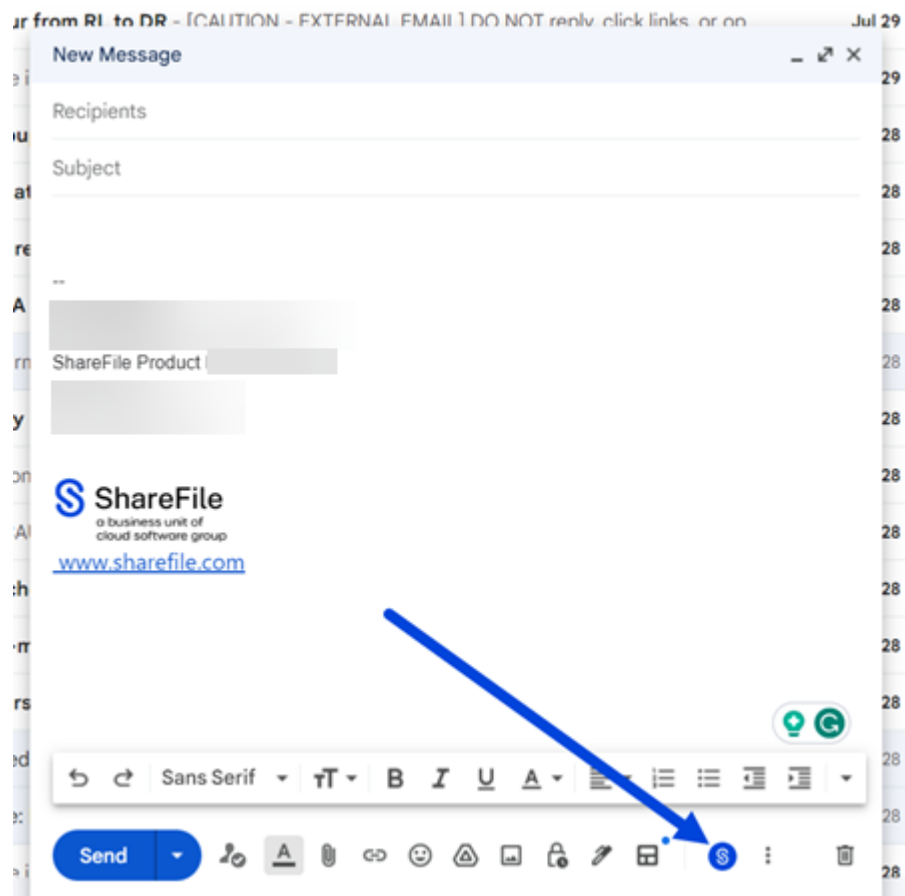 ur from RL to DR - [CAUTION - EXTERNAL EMAIL] DO NOT reply, click links, or op Jul 29
New Message
29
Recipients
28
Subject
28
28
--
28
ShareFile Product
28
28
28
ShareFile
a business unit of
cloud software group
28
www.sharefile.com
28
28
28
28
Sans Serif
28
Send
28